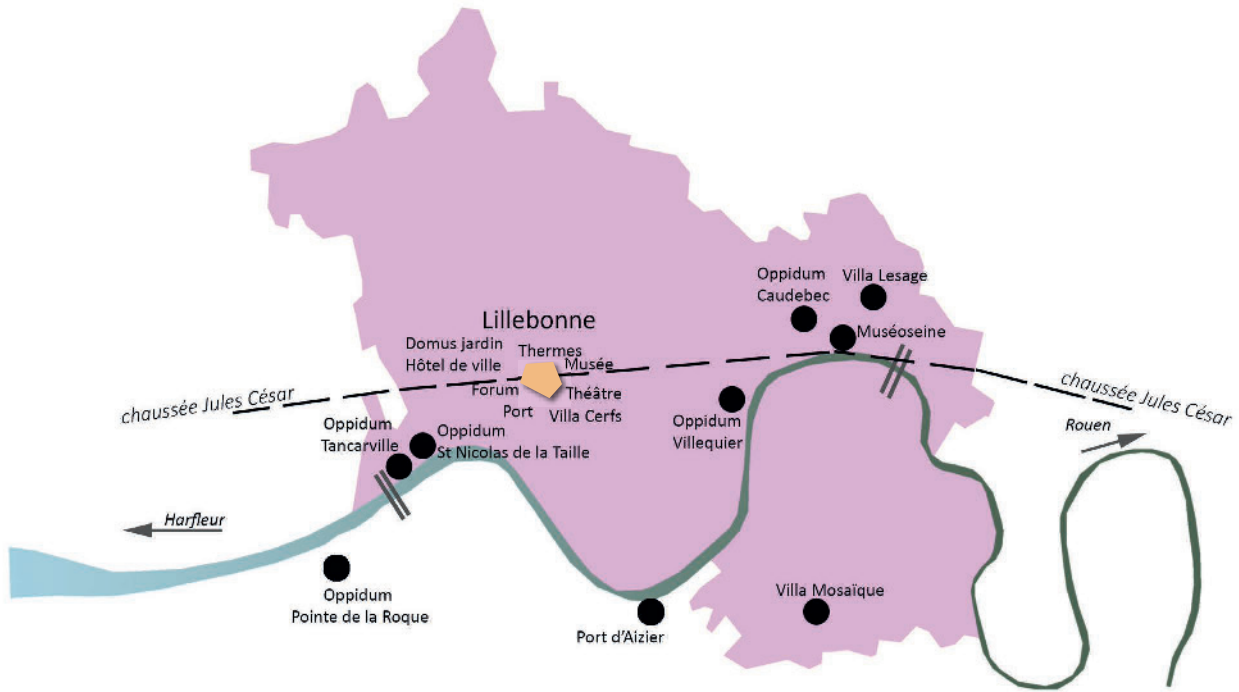 Oppidum
Caudebec
Villa Lesage
Muséoseine
Lillebonne
Domus jardin
Hôtel de ville
Thermes
Musée
Forum
Port
Théâtre
Villa Cerfs
chaussée Jules César
chaussée Jules César
Rouen
Oppidum
Villequier
Oppidum
Tancarville
Oppidum
St Nicolas de la Taille
Harfleur
Oppidum
Pointe de la Roque
Port d'Aizier
Villa Mosaïque